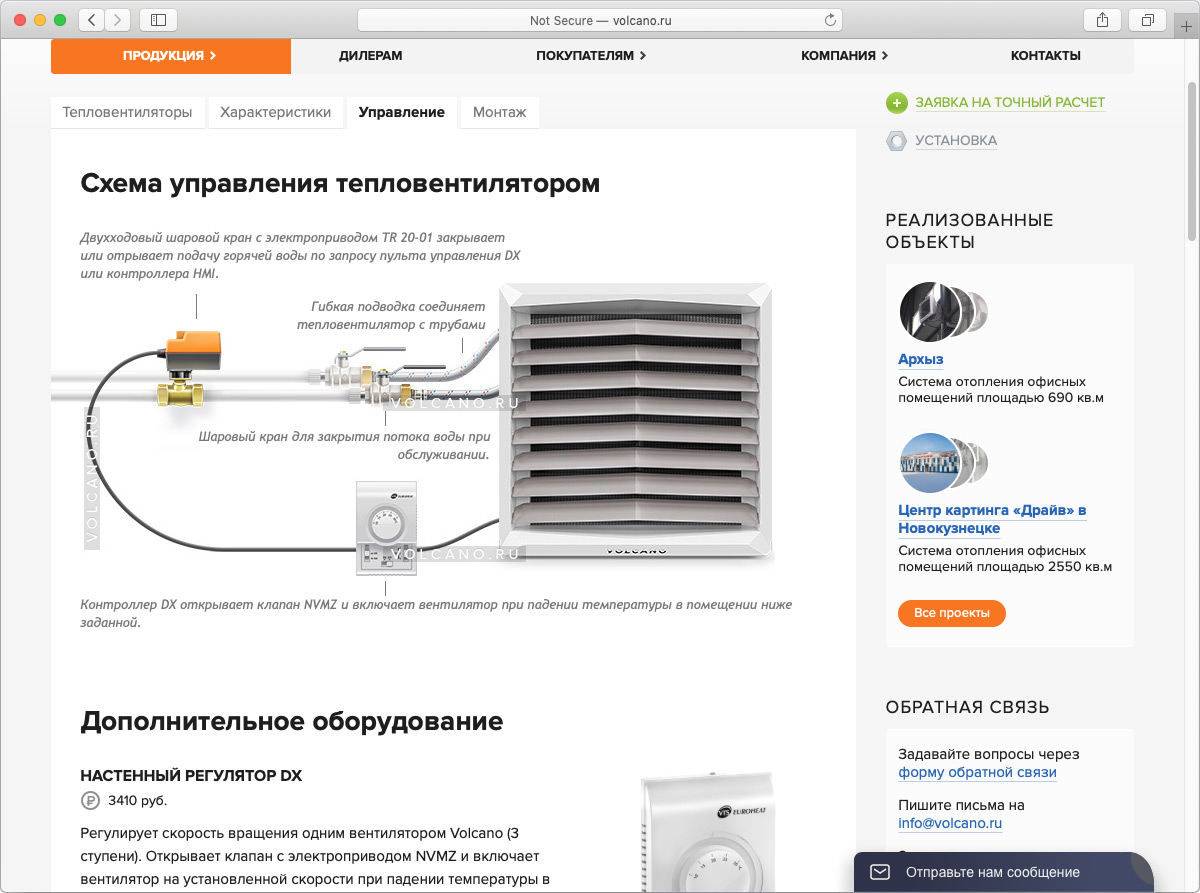 Not Secure — volcano.ru
ПРОДУКЦИЯ
ДИЛЕРАМ
ПОКУПАТЕЛЯМ
КОМПАНИЯ
КОНТАКТЫ
Тепловентиляторы
Характеристики
Управление
Монтаж
ЗАЯВКА НА ТОЧНЫЙ РАСЧЕТ
УСТАНОВКА
Схема управления тепловентилятором
Двухходовый шаровой кран с электроприводом TR 20-01 закрывает
или отрывает подачу горячей воды по запросу пульта управления DX
или контроллера HMI.
Гибкая подводка соединяет
тепловентилятор с трубами
VOLCANO.RU
VOLCANO.RU
Шаровый кран для закрытия потока воды при
обслуживании.
EUROHEAT
VOLCANO.RU
VOLCANO
Контроллер DX открывает клапан NVMZ и включает вентилятор при падении температуры в помещении ниже
заданной.
Дополнительное оборудование
НАСТЕННЫЙ РЕГУЛЯТОР DX
3410 руб.
Регулирует скорость вращения одним вентилятором Volcano (3
ступени). Открывает клапан с электроприводом NVMZ и включает
вентилятор на установленной скорости при падении температуры в
VTS EUROHEAT
РЕАЛИЗОВАННЫЕ
ОБЪЕКТЫ
Архыз
Система отопления офисных
помещений площадью 690 кв.м
Центр картинга «Драйв» в
Новокузнецке
Система отопления офисных
помещений площадью 2550 кв.м
Все проекты
ОБРАТНАЯ СВЯЗЬ
Задавайте вопросы через
форму обратной связи
Пишите письма на
info@volcano.ru
Отправьте нам сообщение